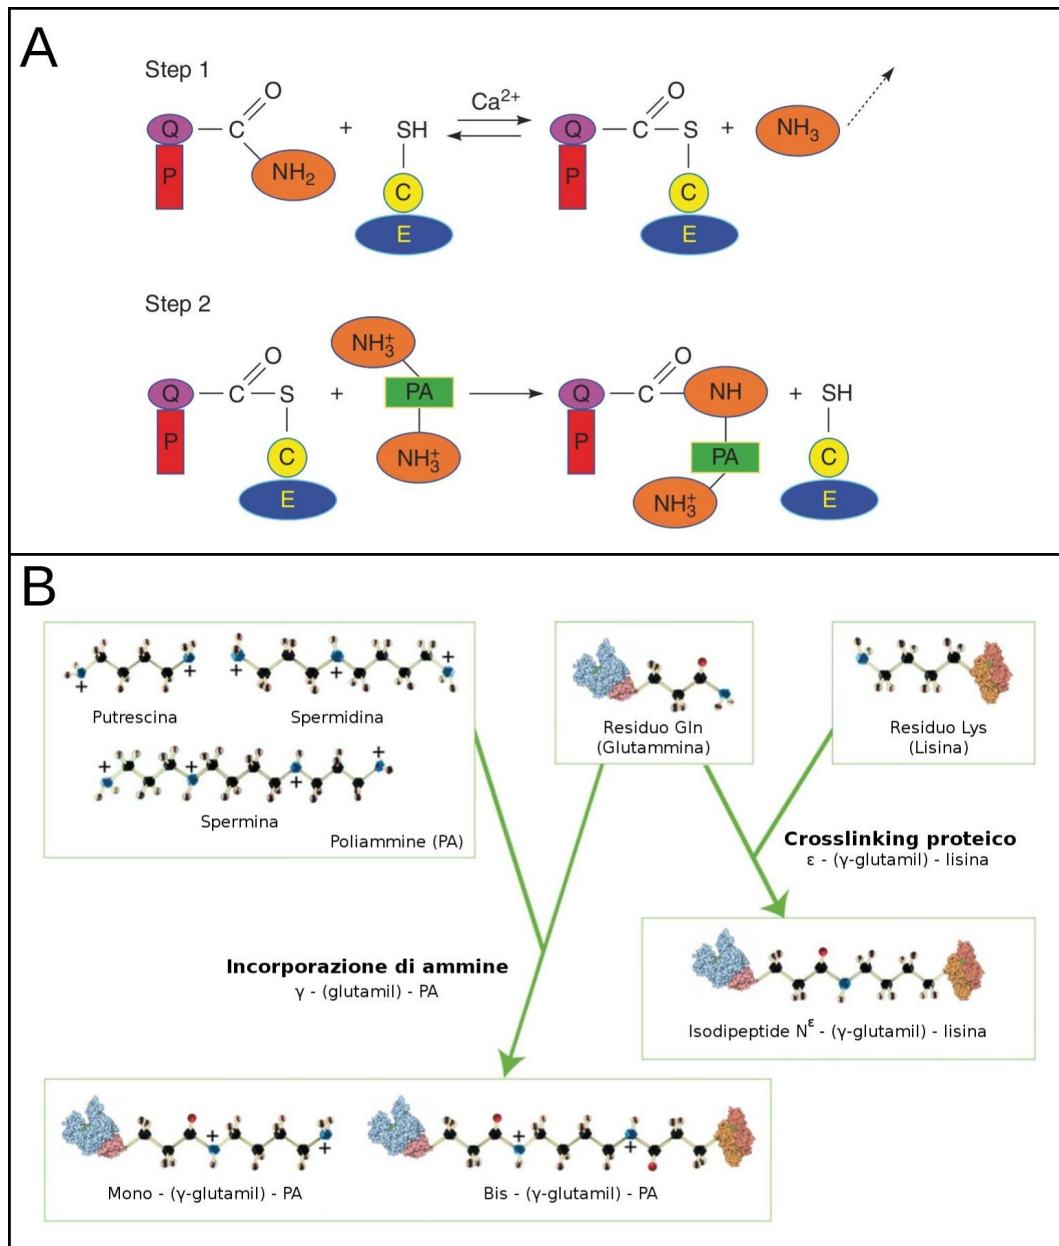 A
Step 1
O
O
Ca²⁺
Q — C + SH Q — C — S + NH₃
P NH₂ P
C C
E E
Step 2
NH₃⁺
O O
Q — C — S + PA Q — C — NH + SH
P NH₃⁺ P
C PA C
E NH₃⁺ E
B
+ + + + +
Putrescina Spermidina
+ + + +
Spermina
Poliammine (PA)
Residuo Gln
(Glutammina)
Residuo Lys
(Lisina)
Crosslinking proteico
ε - (γ-glutamil) - lisina
Incorporazione di ammine
γ - (glutamil) - PA
Isodipeptide Nᵋ - (γ-glutamil) - lisina
+ + + +
Mono - (γ-glutamil) - PA
Bis - (γ-glutamil) - PA